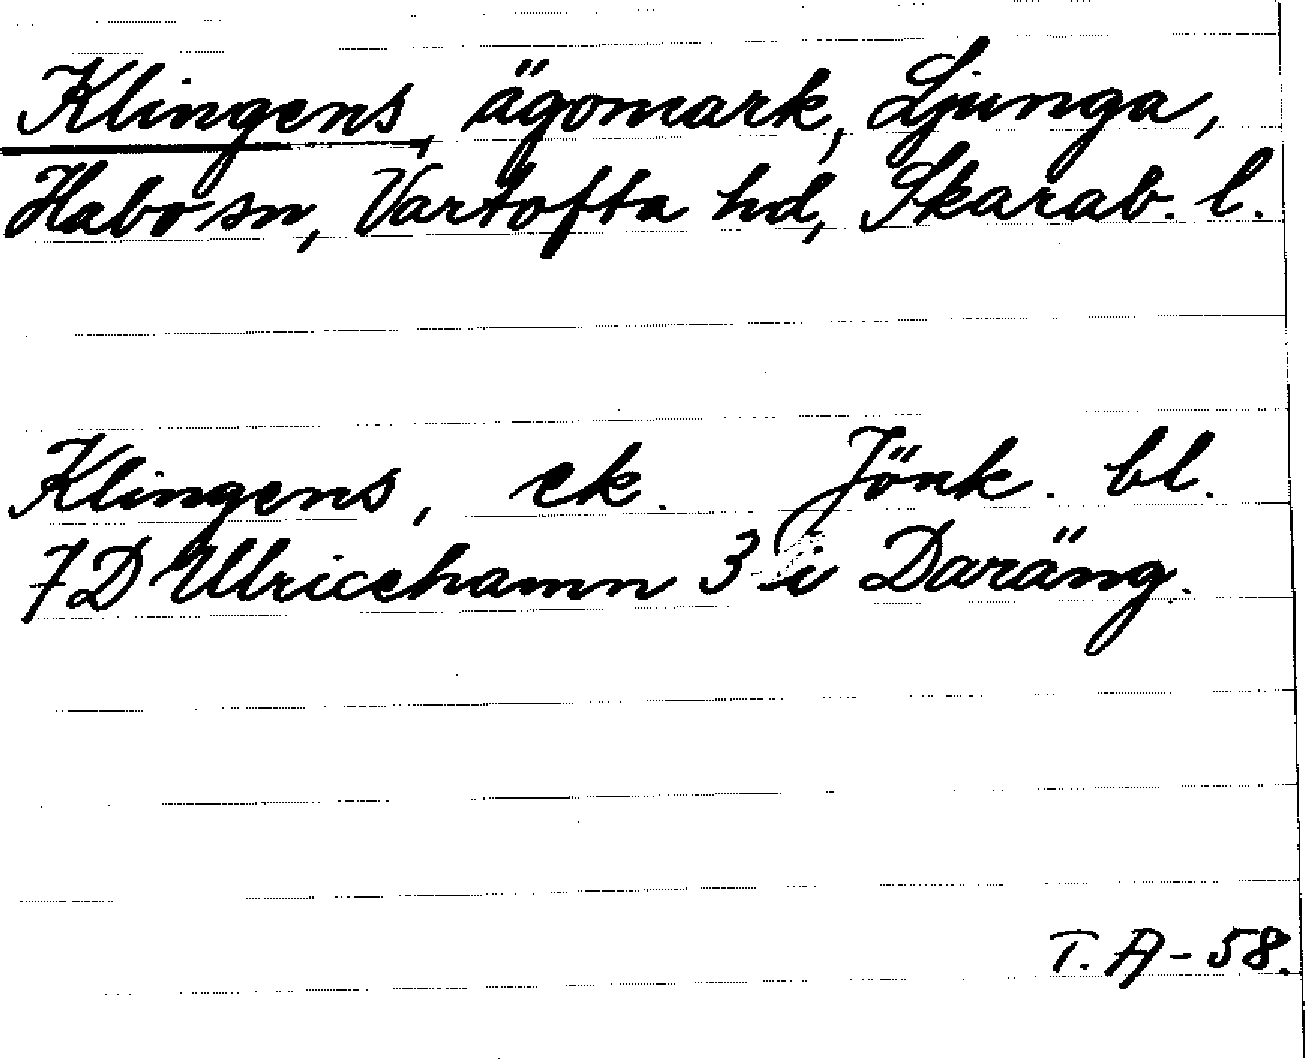 Klingens, ägomark, Ljunga,
Habo sn, Vartofta hd, Skarab. l.
Klingens, ek. Jönk. bl.
7D Ulricehamn 3 i Daräng.
T. A-58.